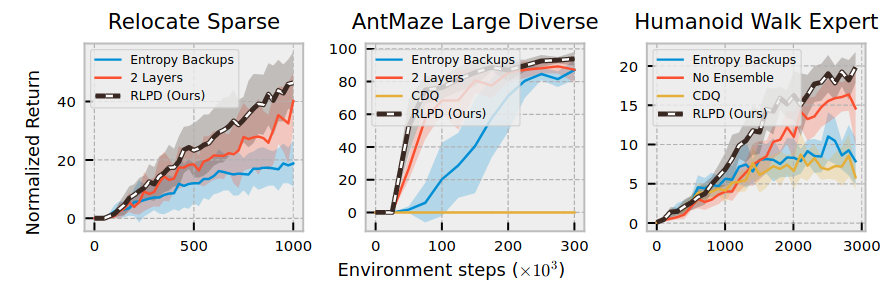 Relocate Sparse
AntMaze Large Diverse
Humanoid Walk Expert
Normalized Return
Entropy Backups
2 Layers
RLPD (Ours)
40
20
0
0
500
1000
Entropy Backups
2 Layers
CDQ
RLPD (Ours)
100
80
60
40
20
0
0
100
200
300
Entropy Backups
No Ensemble
CDQ
RLPD (Ours)
20
15
10
5
0
0
1000
2000
3000
Environment steps (×10³)